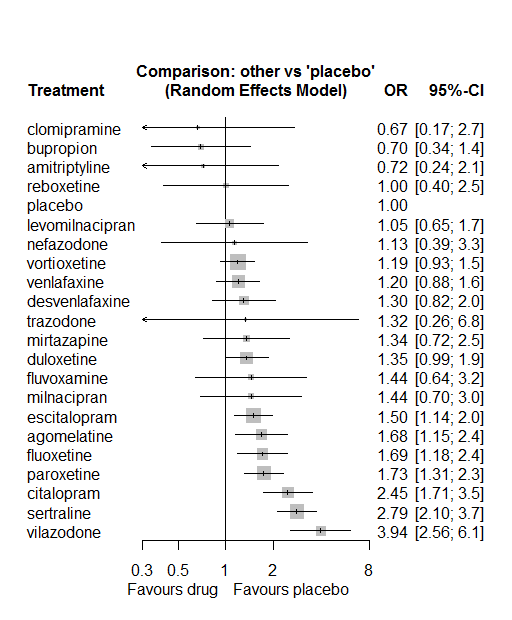 Comparison: other vs 'placebo'
Treatment (Random Effects Model) OR 95%-CI
clomipramine 0.67 [0.17; 2.7]
bupropion 0.70 [0.34; 1.4]
amitriptyline 0.72 [0.24; 2.1]
reboxetine 1.00 [0.40; 2.5]
placebo 1.00
levomilnacipran 1.05 [0.65; 1.7]
nefazodone 1.13 [0.39; 3.3]
vortioxetine 1.19 [0.93; 1.5]
venlafaxine 1.20 [0.88; 1.6]
desvenlafaxine 1.30 [0.82; 2.0]
trazodone 1.32 [0.26; 6.8]
mirtazapine 1.34 [0.72; 2.5]
duloxetine 1.35 [0.99; 1.9]
fluvoxamine 1.44 [0.64; 3.2]
milnacipran 1.44 [0.70; 3.0]
escitalopram 1.50 [1.14; 2.0]
agomelatine 1.68 [1.15; 2.4]
fluoxetine 1.69 [1.18; 2.4]
paroxetine 1.73 [1.31; 2.3]
citalopram 2.45 [1.71; 3.5]
sertraline 2.79 [2.10; 3.7]
vilazodone 3.94 [2.56; 6.1]
0.3 0.5 1 2 8
Favours drug Favours placebo